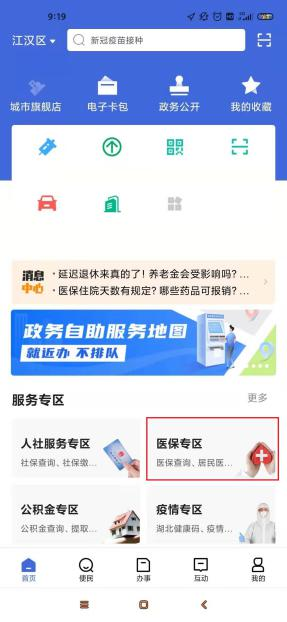 9:19
江汉区
新冠疫苗接种
城市旗舰店
电子卡包
政务公开
我的收藏
消息中心
· 延迟退休来真的了! 养老金会受影响吗? ...
· 医保住院天数有规定? 哪些药品可报销? ...
政务自助服务地图
就近办 不排队
服务专区 更多
人社服务专区
社保查询、社保缴...
医保专区
医保查询、居民医...
公积金专区
公积金查询、提取...
疫情专区
湖北健康码、疫情...
首页
便民
办事
互动
我的